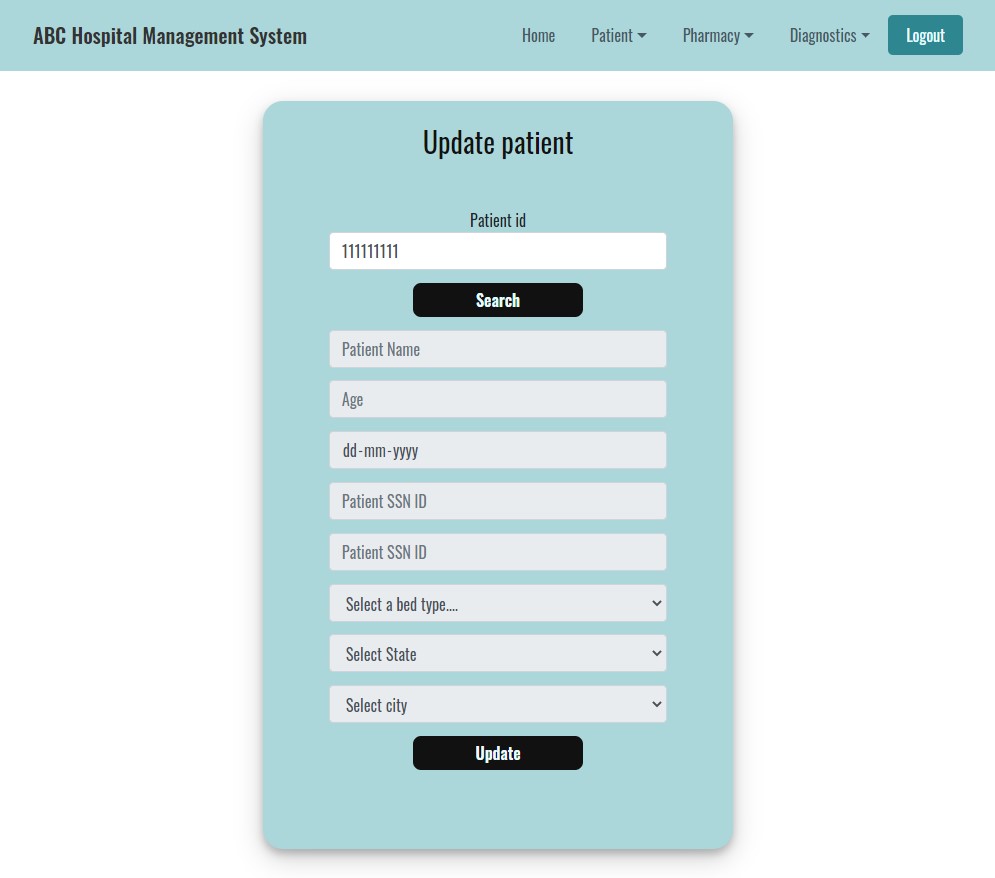 ABC Hospital Management System Home Patient Pharmacy Diagnostics Logout
Update patient
Patient id
111111111
Search
Patient Name
Age
dd-mm-yyyy
Patient SSN ID
Patient SSN ID
Select a bed type....
Select State
Select city
Update